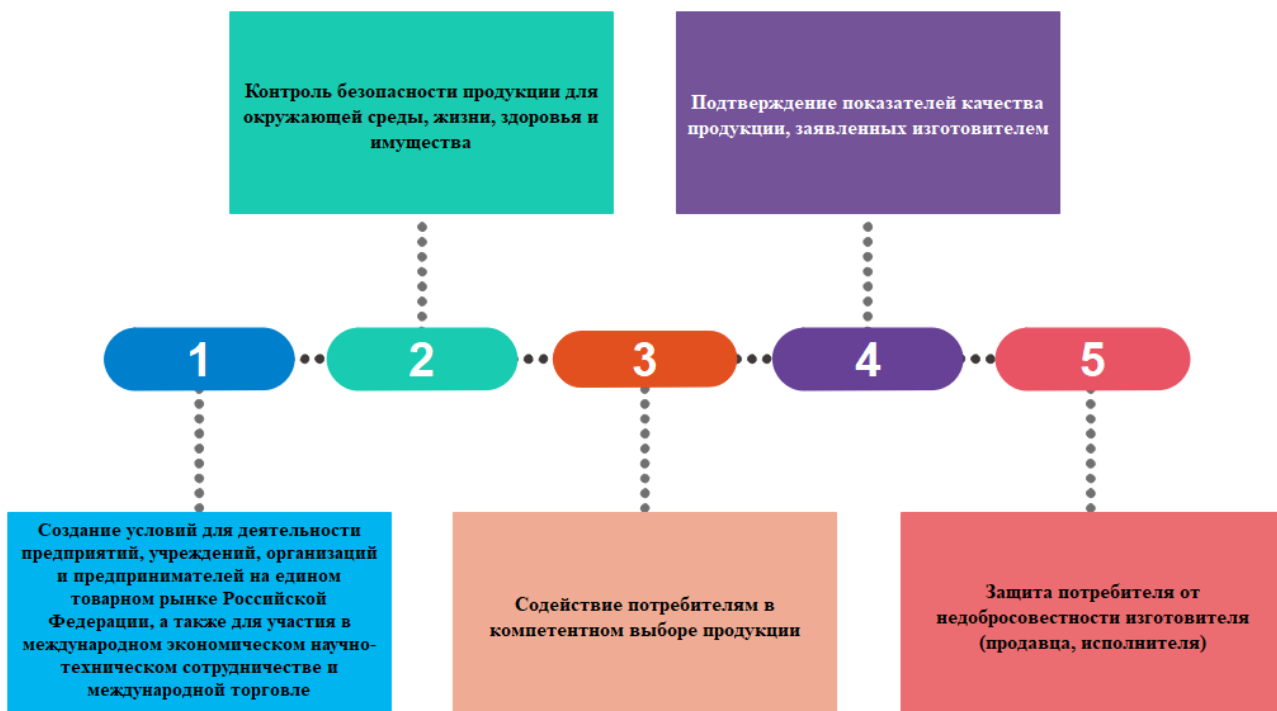 Контроль безопасности продукции для
окружающей среды, жизни, здоровья и
имущества
Подтверждение показателей качества
продукции, заявленных изготовителем
1
2
3
4
5
Создание условий для деятельности
предприятий, учреждений, организаций
и предпринимателей на едином
товарном рынке Российской
Федерации, а также для участия в
международном экономическом научно-
техническом сотрудничестве и
международной торговле
Содействие потребителям в
компетентном выборе продукции
Защита потребителя от
недобросовестности изготовителя
(продавца, исполнителя)